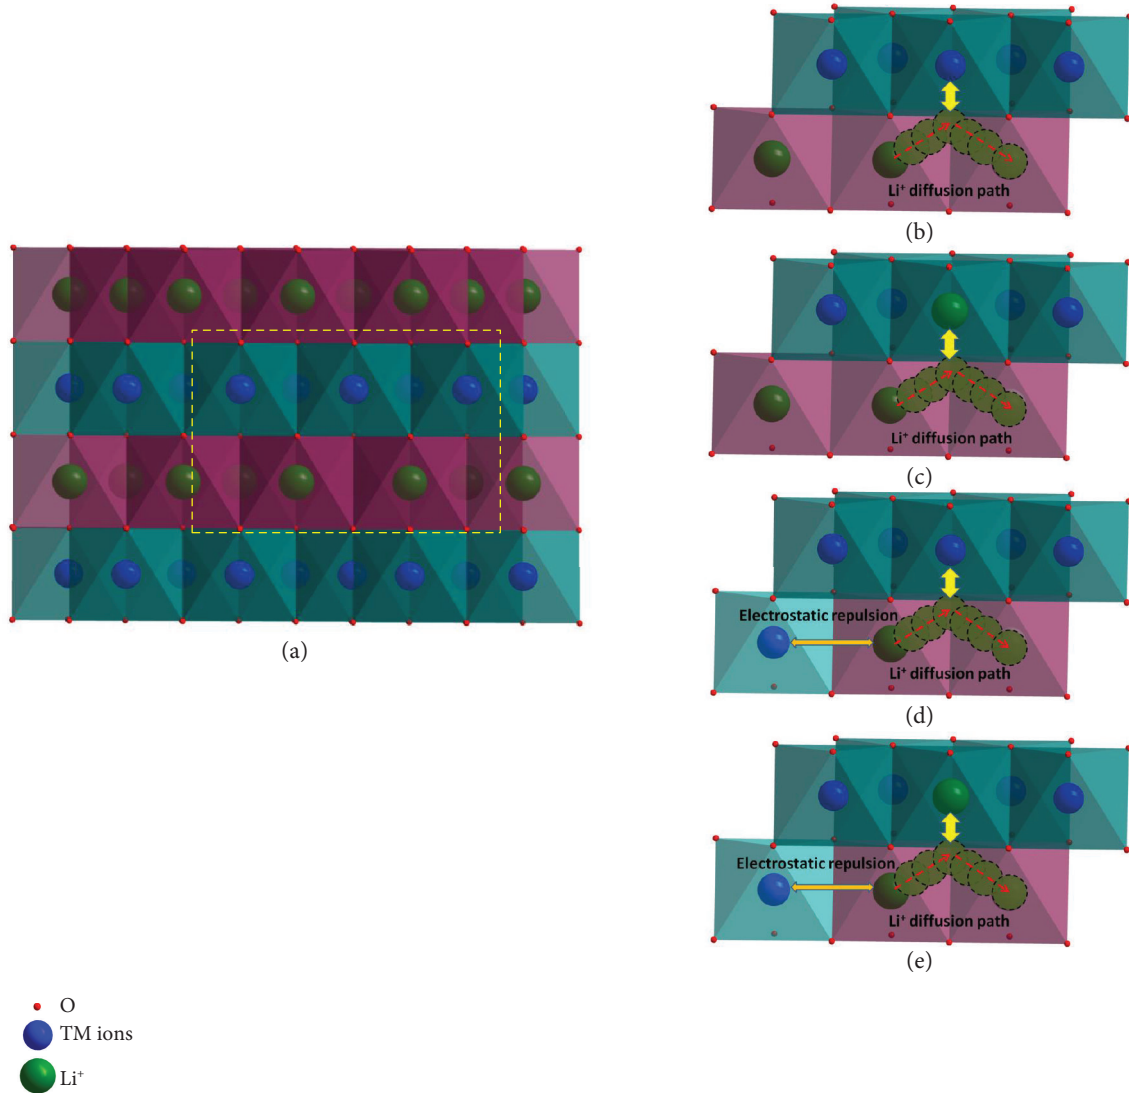 Li⁺ diffusion path
(b)
Li⁺ diffusion path
(c)
(a)
Electrostatic repulsion
Li⁺ diffusion path
(d)
Electrostatic repulsion
Li⁺ diffusion path
(e)
O
TM ions
Li⁺